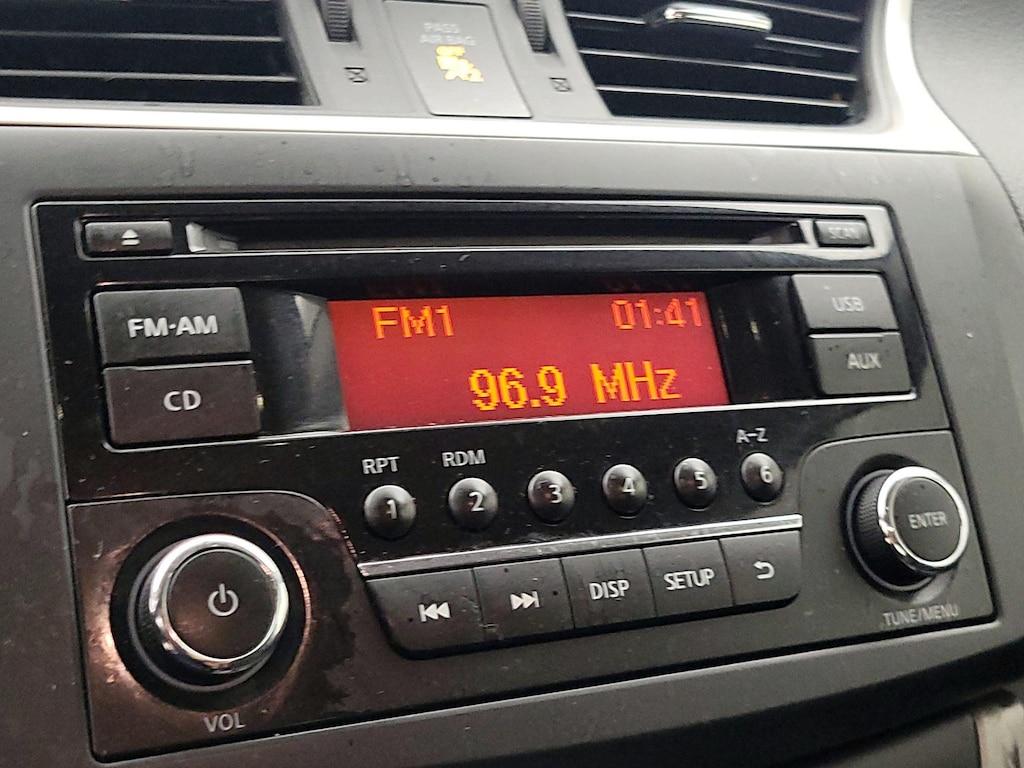 PASS
AIR BAG
OFF
SCAN
FM·AM
CD
FM1 01:41
96.9 MHz
USB
AUX
RPT RDM A-Z
1 2 3 4 5 6
DISP SETUP
ENTER
TUNE/MENU
VOL